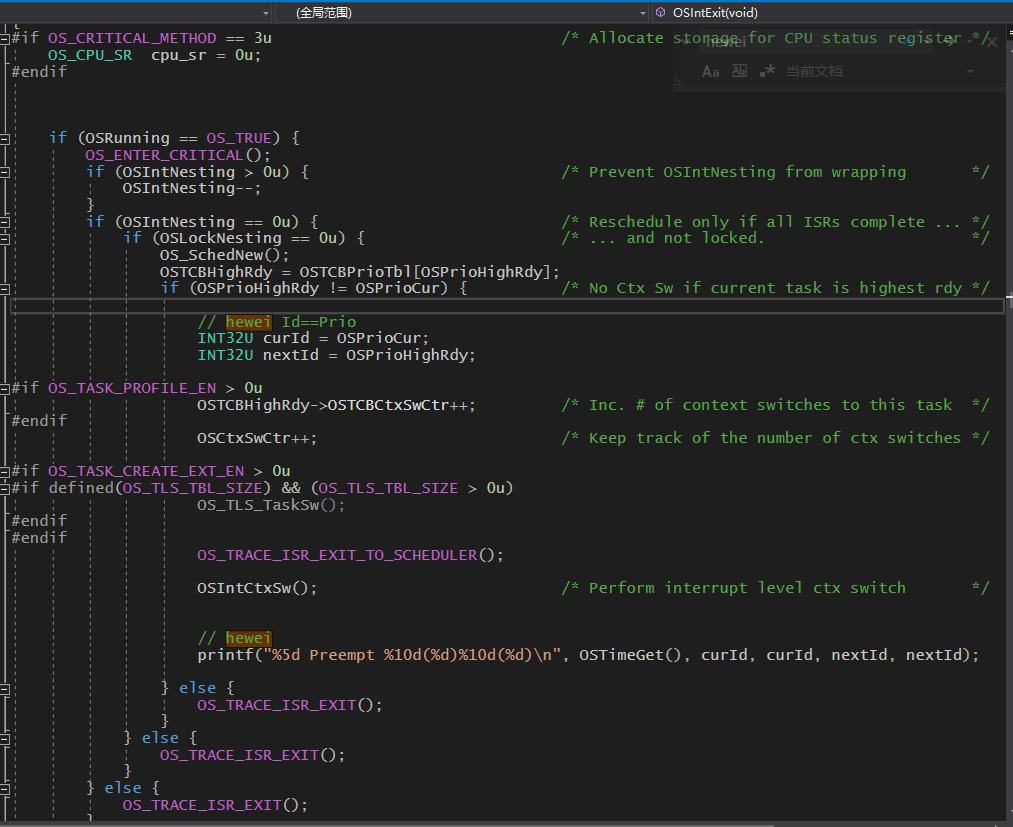 (全局范围) OSIntExit(void)
#if OS_CRITICAL_METHOD == 3u /* Allocate storage for CPU status register */
OS_CPU_SR cpu_sr = 0u;
#endif
hewei
Aa Ab .* 当前文档
if (OSRunning == OS_TRUE) {
OS_ENTER_CRITICAL();
if (OSIntNesting > 0u) { /* Prevent OSIntNesting from wrapping */
OSIntNesting--;
}
if (OSIntNesting == 0u) { /* Reschedule only if all ISRs complete ... */
if (OSLockNesting == 0u) { /* ... and not locked. */
OS_SchedNew();
OSTCBHighRdy = OSTCBPrioTbl[OSPrioHighRdy];
if (OSPrioHighRdy != OSPrioCur) { /* No Ctx Sw if current task is highest rdy */
// hewei Id==Prio
INT32U curId = OSPrioCur;
INT32U nextId = OSPrioHighRdy;
#if OS_TASK_PROFILE_EN > 0u
OSTCBHighRdy->OSTCBCtxSwCtr++; /* Inc. # of context switches to this task */
#endif
OSCtxSwCtr++; /* Keep track of the number of ctx switches */
#if OS_TASK_CREATE_EXT_EN > 0u
#if defined(OS_TLS_TBL_SIZE) && (OS_TLS_TBL_SIZE > 0u)
OS_TLS_TaskSw();
#endif
#endif
OS_TRACE_ISR_EXIT_TO_SCHEDULER();
OSIntCtxSw(); /* Perform interrupt level ctx switch */
// hewei
printf("%5d Preempt %10d(%d)%10d(%d)\n", OSTimeGet(), curId, curId, nextId, nextId);
} else {
OS_TRACE_ISR_EXIT();
}
} else {
OS_TRACE_ISR_EXIT();
}
} else {
OS_TRACE_ISR_EXIT();
}